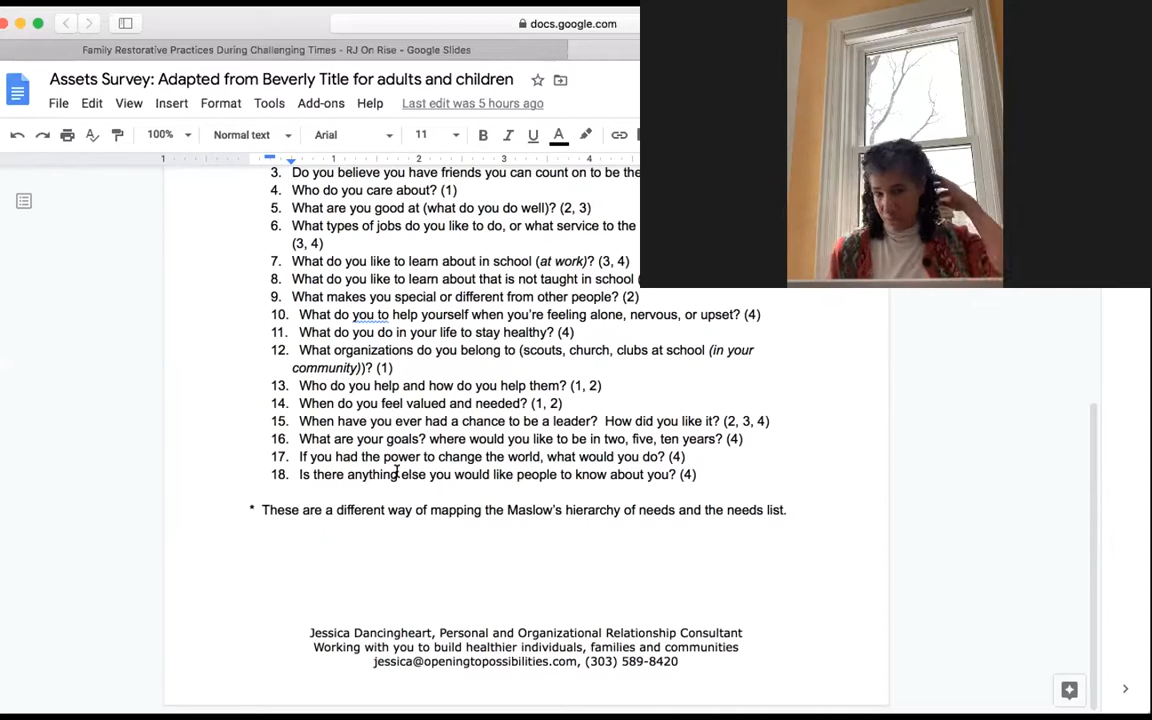 docs.google.com
Family Restorative Practices During Challenging Times - RJ On Rise - Google Slides
Assets Survey: Adapted from Beverly Title for adults and children
File Edit View Insert Format Tools Add-ons Help Last edit was 5 hours ago
100% Normal text Arial 11 B I U A
1 1 2 3 4
3. Do you believe you have friends you can count on to be the
4. Who do you care about? (1)
5. What are you good at (what do you do well)? (2, 3)
6. What types of jobs do you like to do, or what service to the
(3, 4)
7. What do you like to learn about in school (at work)? (3, 4)
8. What do you like to learn about that is not taught in school (
9. What makes you special or different from other people? (2)
10. What do you to help yourself when you're feeling alone, nervous, or upset? (4)
11. What do you do in your life to stay healthy? (4)
12. What organizations do you belong to (scouts, church, clubs at school (in your
community))? (1)
13. Who do you help and how do you help them? (1, 2)
14. When do you feel valued and needed? (1, 2)
15. When have you ever had a chance to be a leader? How did you like it? (2, 3, 4)
16. What are your goals? where would you like to be in two, five, ten years? (4)
17. If you had the power to change the world, what would you do? (4)
18. Is there anything else you would like people to know about you? (4)
* These are a different way of mapping the Maslow's hierarchy of needs and the needs list.
Jessica Dancingheart, Personal and Organizational Relationship Consultant
Working with you to build healthier individuals, families and communities
jessica@openingtopossibilities.com, (303) 589-8420